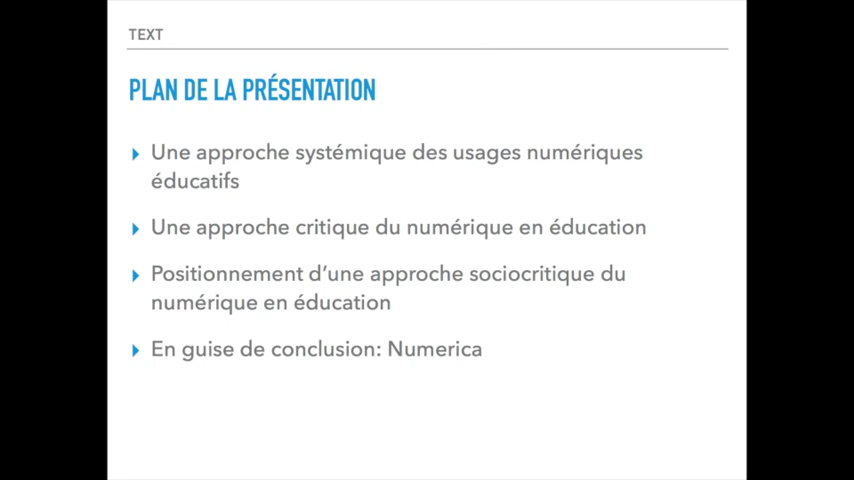 TEXT
PLAN DE LA PRÉSENTATION
Une approche systémique des usages numériques
éducatifs
Une approche critique du numérique en éducation
Positionnement d’une approche sociocritique du
numérique en éducation
En guise de conclusion: Numerica